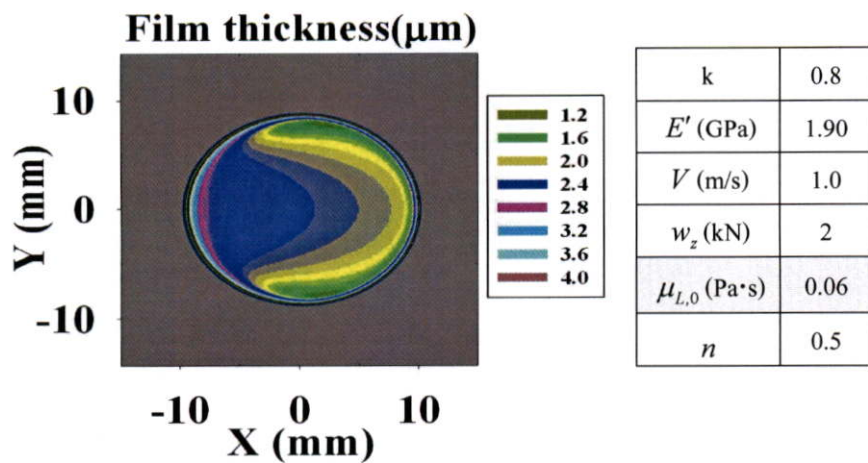 Film thickness(μm)
10
0
-10
Y (mm)
-10 0 10
X (mm)
1.2
1.6
2.0
2.4
2.8
3.2
3.6
4.0
k 0.8
E′ (GPa) 1.90
V (m/s) 1.0
w_z (kN) 2
μ_L,0 (Pa·s) 0.06
n 0.5